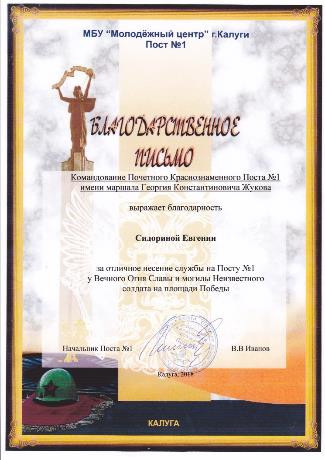 МБУ "Молодёжный центр" г.Калуги
Пост №1
БЛАГОДАРСТВЕННОЕ
ПИСЬМО
Командование Почетного Краснознаменного Поста №1
имени маршала Георгия Константиновича Жукова
выражает благодарность
Сидориной Евгении
за отличное несение службы на Посту №1
у Вечного Огня Славы и могилы Неизвестного
солдата на площади Победы
Начальник Поста №1 В.В Иванов
Калуга, 2018
КАЛУГА